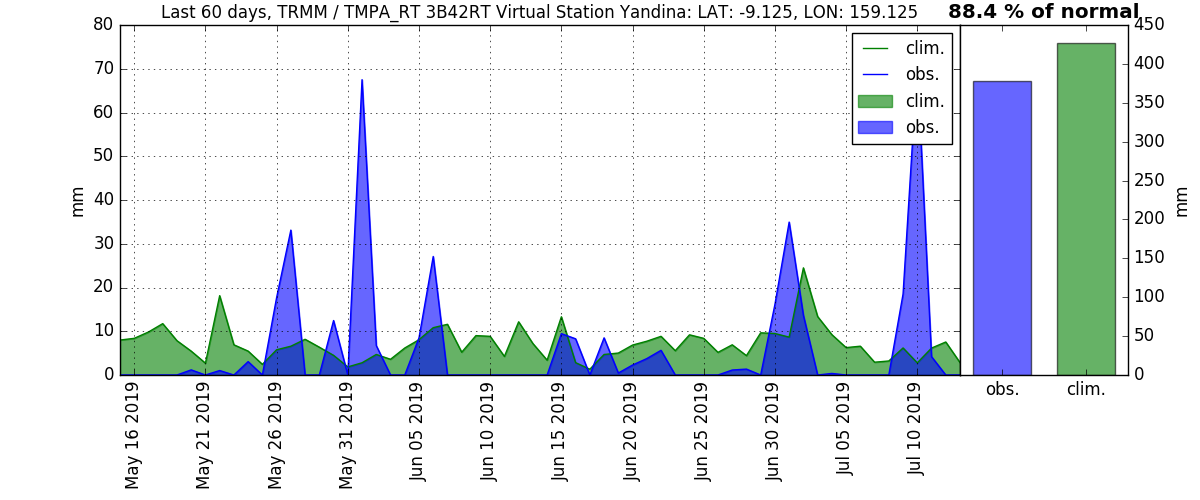 Last 60 days, TRMM / TMPA_RT 3B42RT Virtual Station Yandina: LAT: -9.125, LON: 159.125
88.4 % of normal
80
70
60
50
40
30
20
10
0
mm
clim.
obs.
clim.
obs.
450
400
350
300
250
200
150
100
50
0
mm
May 16 2019
May 21 2019
May 26 2019
May 31 2019
Jun 05 2019
Jun 10 2019
Jun 15 2019
Jun 20 2019
Jun 25 2019
Jun 30 2019
Jul 05 2019
Jul 10 2019
obs.
clim.